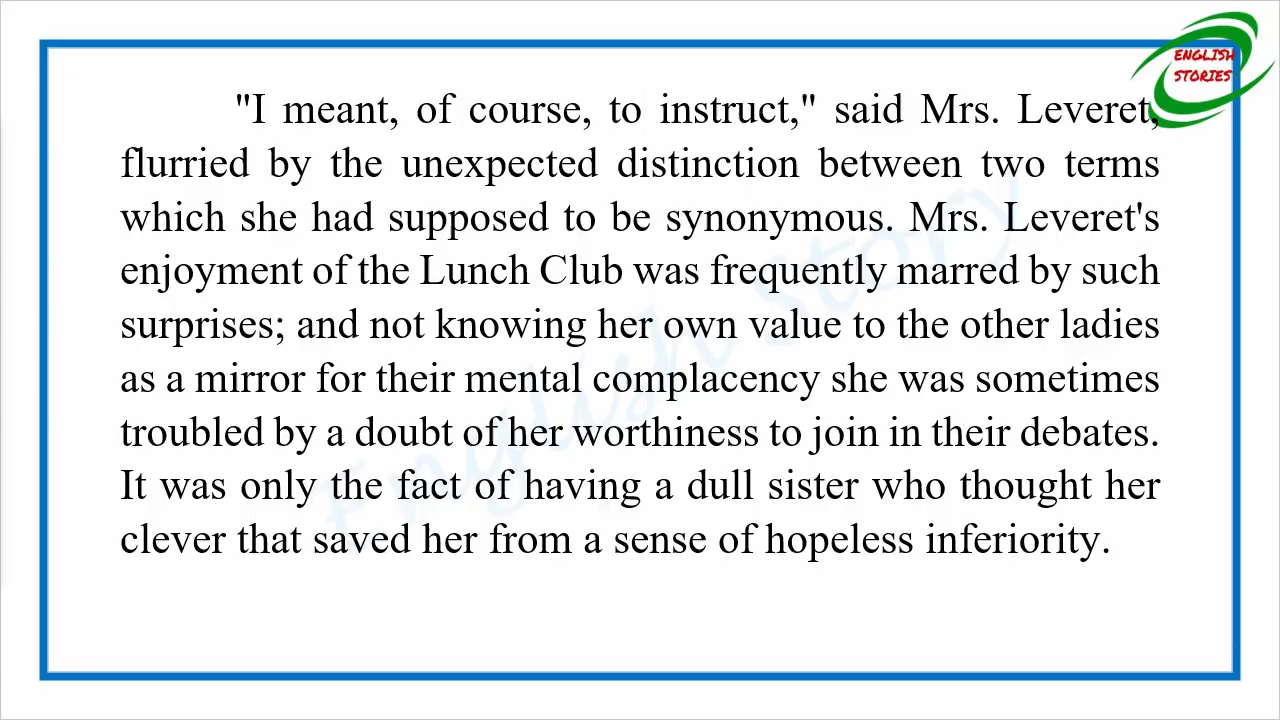 ENGLISH
STORIES
"I meant, of course, to instruct," said Mrs. Leveret,
flurried by the unexpected distinction between two terms
which she had supposed to be synonymous. Mrs. Leveret's
enjoyment of the Lunch Club was frequently marred by such
surprises; and not knowing her own value to the other ladies
as a mirror for their mental complacency she was sometimes
troubled by a doubt of her worthiness to join in their debates.
It was only the fact of having a dull sister who thought her
clever that saved her from a sense of hopeless inferiority.
English Story